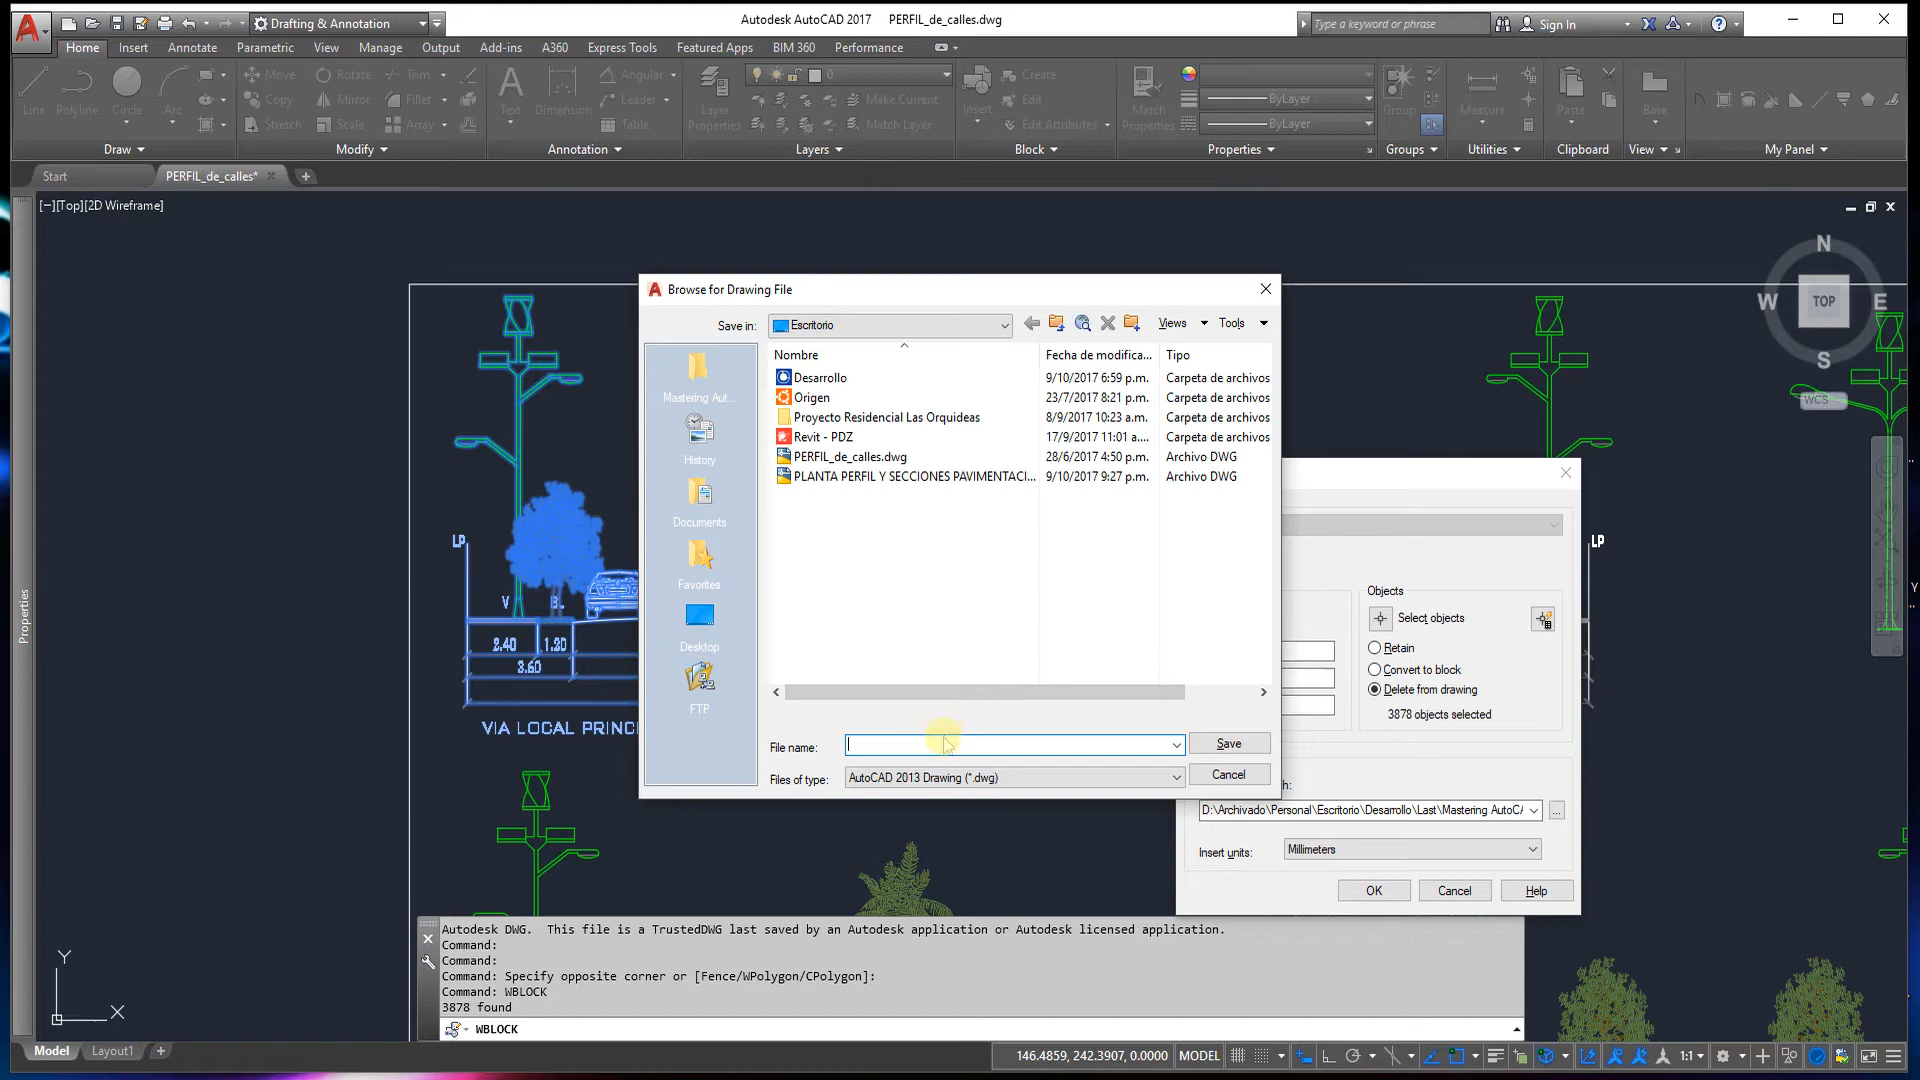 Drafting & Annotation
Autodesk AutoCAD 2017 PERFIL_de_calles.dwg
Type a keyword or phrase
Sign In
Home Insert Annotate Parametric View Manage Output Add-ins A360 Express Tools Featured Apps BIM 360 Performance
Line Polyline Circle Arc
Move Rotate Trim
Copy Mirror Fillet
Stretch Scale Array
Text Dimension
Angular
Leader
Table
Layer Properties
0
Make Current
Match Layer
Insert
Create
Edit
Edit Attributes
Match Properties
ByLayer
ByLayer
Group
Measure
Paste
Base
Draw Modify Annotation Layers Block Properties Groups Utilities Clipboard View My Panel
Start PERFIL_de_calles*
[−][Top][2D Wireframe]
N
W TOP E
S
WCS
Properties
LP
V B.
2.40 1.20
3.60
VIA LOCAL PRINC
LP
Y
Browse for Drawing File
Save in: Escritorio
Views Tools
Nombre Fecha de modifica... Tipo
Desarrollo 9/10/2017 6:59 p.m. Carpeta de archivos
Origen 23/7/2017 8:21 p.m. Carpeta de archivos
Proyecto Residencial Las Orquideas 8/9/2017 10:23 a.m. Carpeta de archivos
Revit - PDZ 17/9/2017 11:01 a.... Carpeta de archivos
PERFIL_de_calles.dwg 28/6/2017 4:50 p.m. Archivo DWG
PLANTA PERFIL Y SECCIONES PAVIMENTACI... 9/10/2017 9:27 p.m. Archivo DWG
Mastering Aut...
History
Documents
Favorites
Desktop
FTP
File name: Save
Files of type: AutoCAD 2013 Drawing (*.dwg) Cancel
Objects
Select objects
Retain
Convert to block
Delete from drawing
3878 objects selected
h:
D:\Archivado\Personal\Escritorio\Desarrollo\Last\Mastering AutoCA
...
Insert units: Millimeters
OK Cancel Help
Autodesk DWG. This file is a TrustedDWG last saved by an Autodesk application or Autodesk licensed application.
Command:
Command:
Command: Specify opposite corner or [Fence/WPolygon/CPolygon]:
Command: WBLOCK
3878 found
WBLOCK
Y
X
Model Layout1 +
146.4859, 242.3907, 0.0000 MODEL 1:1